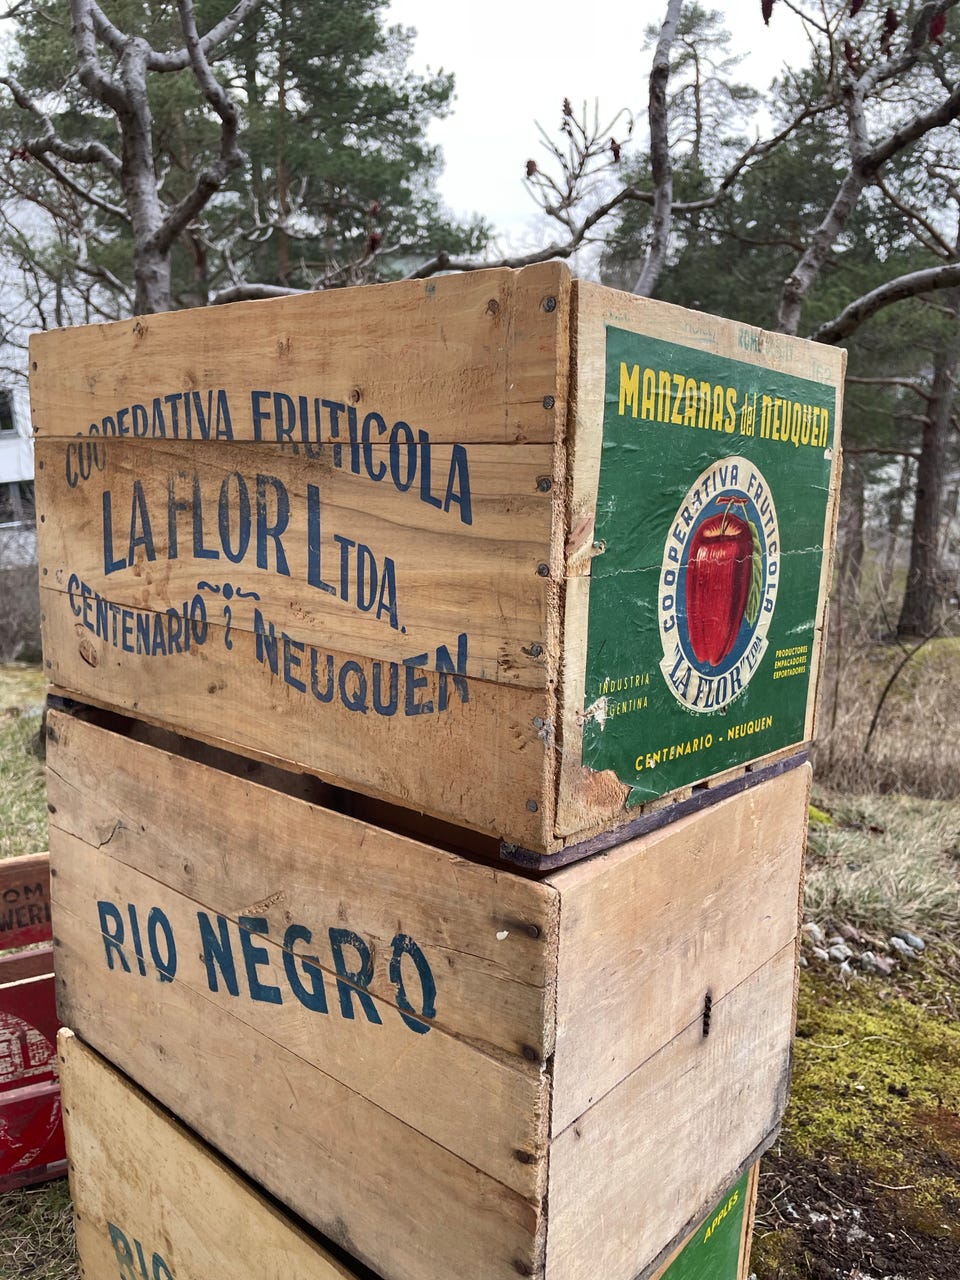 COOPERATIVA FRUTICOLA
LA FLOR LTDA.
CENTENARIO
NEUQUEN
MANZANAS del NEUQUEN
COOPERATIVA FRUTICOLA
"LA FLOR" LTDA
INDUSTRIA
PRODUCTORES
EMPACADORES
EXPORTADORES
CENTENARIO - NEUQUEN
RIO NEGRO
RIO
APPLES